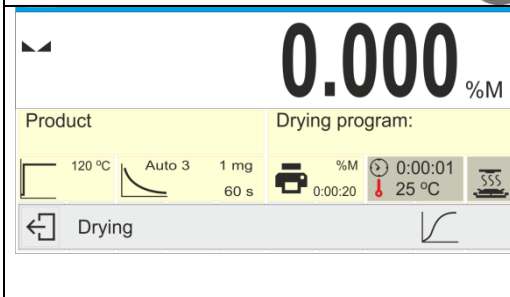 0.000 %M
Product Drying program:
120 ºC Auto 3 1 mg %M 0:00:01
60 s 0:00:20 25 ºC
Drying